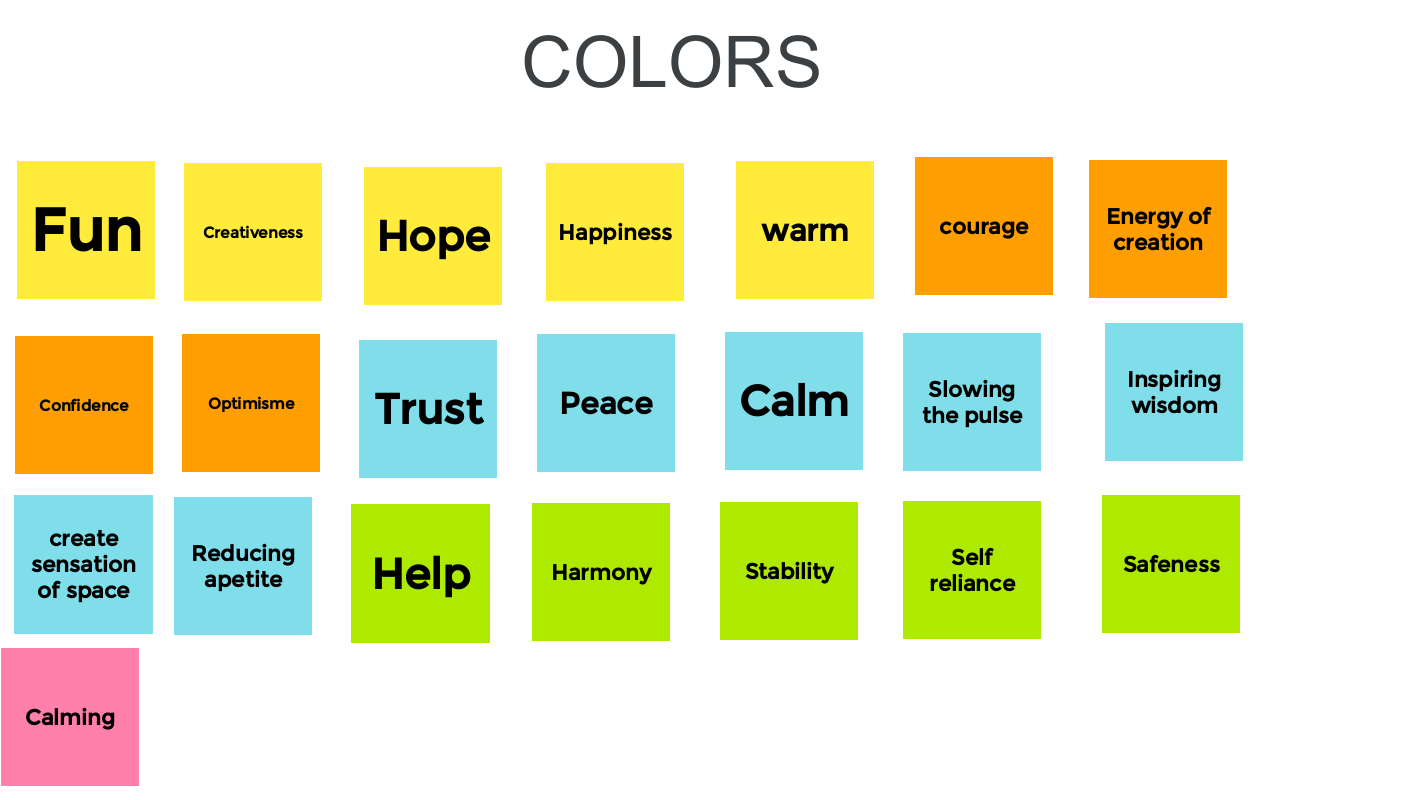 COLORS
Fun
Creativeness
Hope
Happiness
warm
courage
Energy of
creation
Confidence
Optimisme
Trust
Peace
Calm
Slowing
the pulse
Inspiring
wisdom
create
sensation
of space
Reducing
apetite
Help
Harmony
Stability
Self
reliance
Safeness
Calming